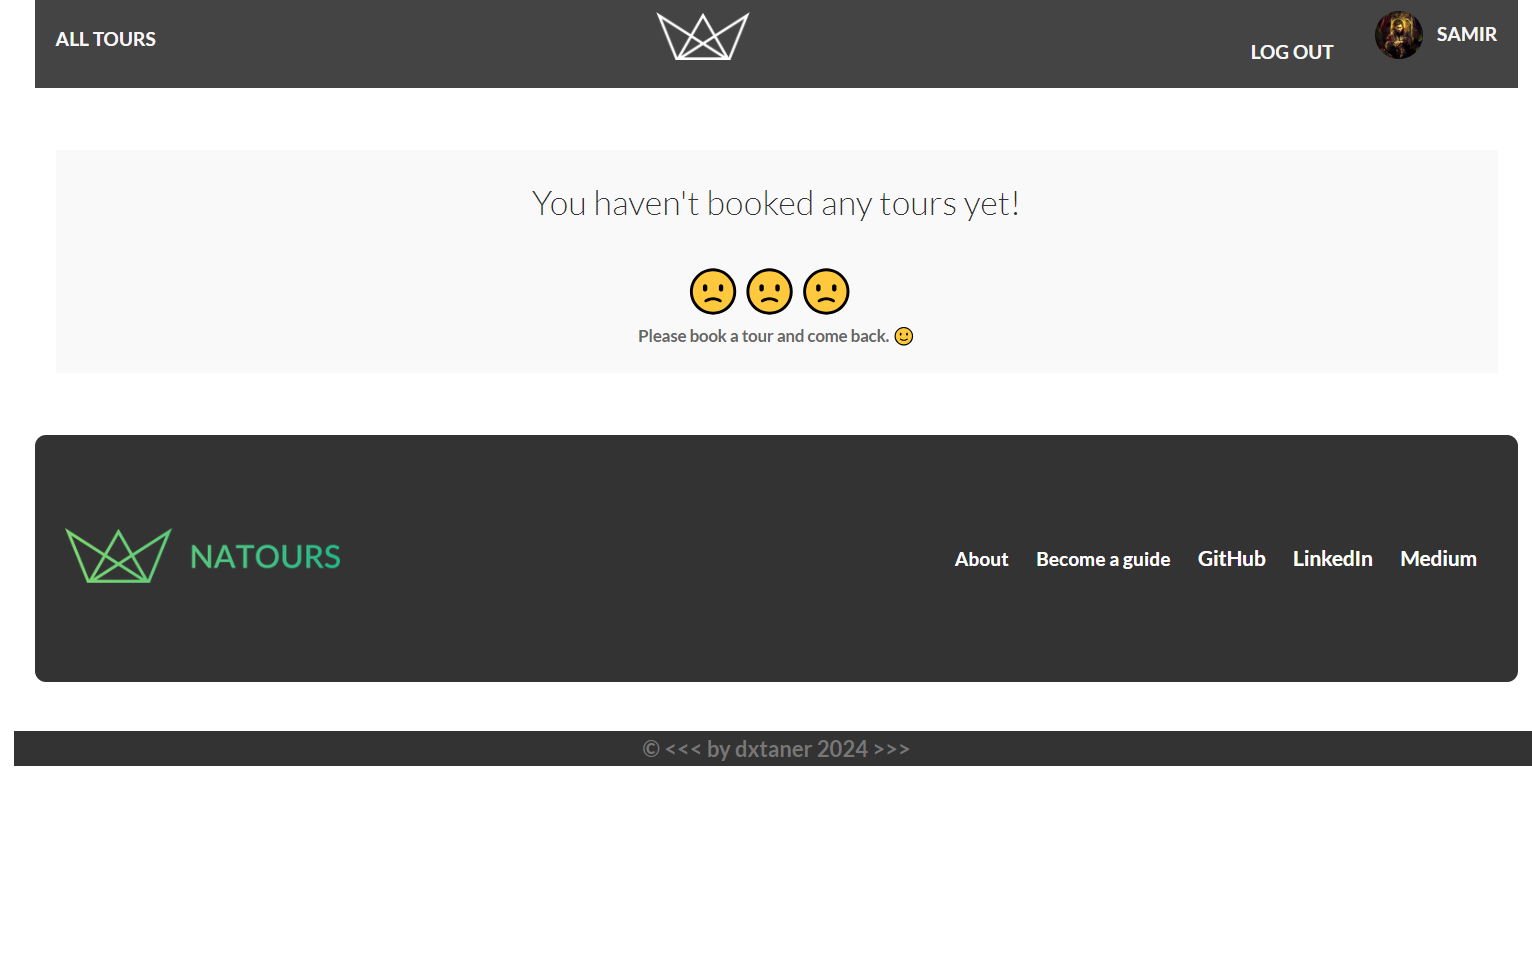 ALL TOURS
LOG OUT
SAMIR
You haven't booked any tours yet!
Please book a tour and come back. 🙂
NATOURS
About
Become a guide
GitHub
LinkedIn
Medium
© <<< by dxtaner 2024 >>>